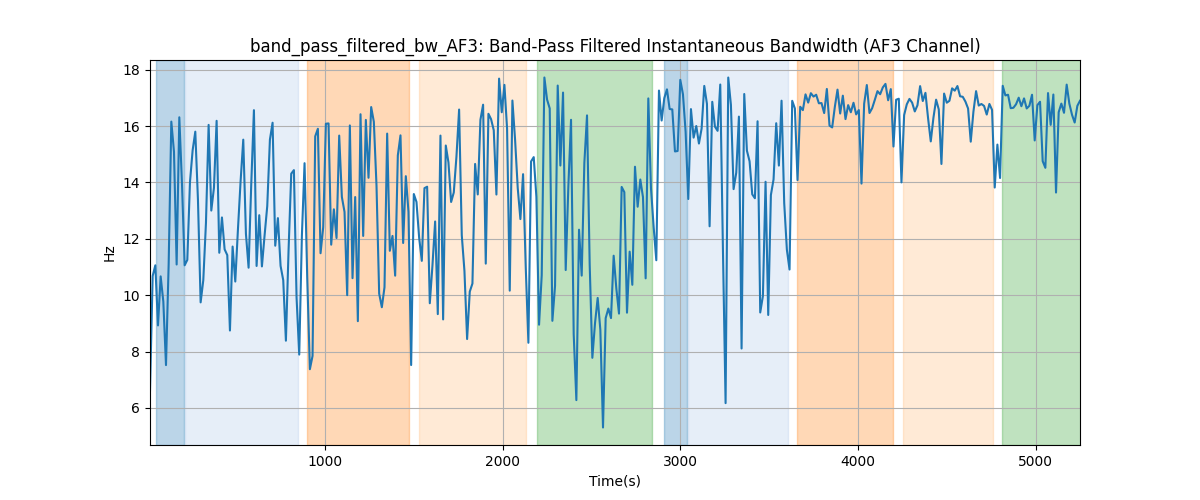 band_pass_filtered_bw_AF3: Band-Pass Filtered Instantaneous Bandwidth (AF3 Channel)
18
16
14
12
10
8
6
Hz
1000 2000 3000 4000 5000
Time(s)